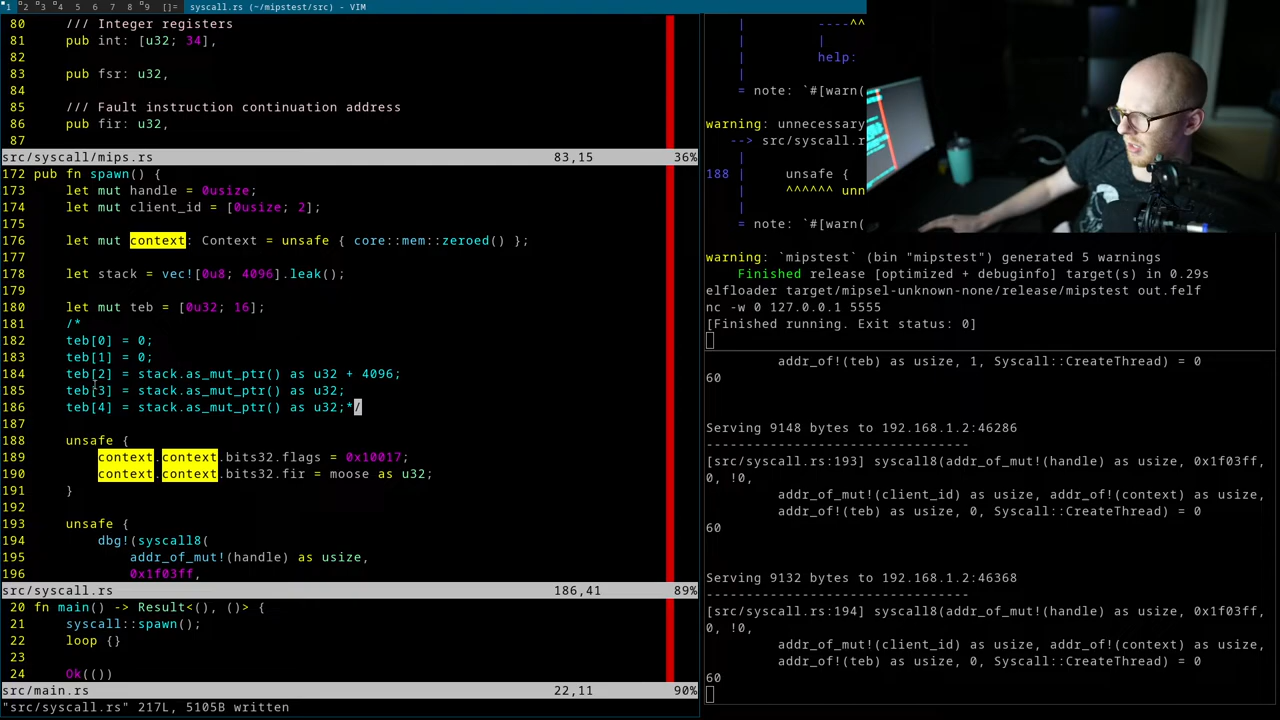 1 2 3 4 5 6 7 8 9 []= syscall.rs (~/mipstest/src) - VIM
80 /// Integer registers
81 pub int: [u32; 34],
82
83 pub fsr: u32,
84
85 /// Fault instruction continuation address
86 pub fir: u32,
87
src/syscall/mips.rs 83,15 36%
172 pub fn spawn() {
173 let mut handle = 0usize;
174 let mut client_id = [0usize; 2];
175
176 let mut context: Context = unsafe { core::mem::zeroed() };
177
178 let stack = vec![0u8; 4096].leak();
179
180 let mut teb = [0u32; 16];
181 /*
182 teb[0] = 0;
183 teb[1] = 0;
184 teb[2] = stack.as_mut_ptr() as u32 + 4096;
185 teb[3] = stack.as_mut_ptr() as u32;
186 teb[4] = stack.as_mut_ptr() as u32;*/
187
188 unsafe {
189 context.context.bits32.flags = 0x10017;
190 context.context.bits32.fir = moose as u32;
191 }
192
193 unsafe {
194 dbg!(syscall8(
195 addr_of_mut!(handle) as usize,
196 0x1f03ff,
src/syscall.rs 186,41 89%
20 fn main() -> Result<(), ()> {
21 syscall::spawn();
22 loop {}
23
24 Ok(())
src/main.rs 22,11 90%
"src/syscall.rs" 217L, 5105B written
| ----^^
| |
| help:
|
= note: `#[warn(
warning: unnecessary
--> src/syscall.r
|
188 | unsafe {
| ^^^^^^ unn
|
= note: `#[warn(
warning: `mipstest` (bin "mipstest") generated 5 warnings
Finished release [optimized + debuginfo] target(s) in 0.29s
elfloader target/mipsel-unknown-none/release/mipstest out.felf
nc -w 0 127.0.0.1 5555
[Finished running. Exit status: 0]
addr_of!(teb) as usize, 1, Syscall::CreateThread) = 0
60
Serving 9148 bytes to 192.168.1.2:46286
---------------------------------
[src/syscall.rs:193] syscall8(addr_of_mut!(handle) as usize, 0x1f03ff,
0, !0,
addr_of_mut!(client_id) as usize, addr_of!(context) as usize,
addr_of!(teb) as usize, 0, Syscall::CreateThread) = 0
60
Serving 9132 bytes to 192.168.1.2:46368
---------------------------------
[src/syscall.rs:194] syscall8(addr_of_mut!(handle) as usize, 0x1f03ff,
0, !0,
addr_of_mut!(client_id) as usize, addr_of!(context) as usize,
addr_of!(teb) as usize, 0, Syscall::CreateThread) = 0
60